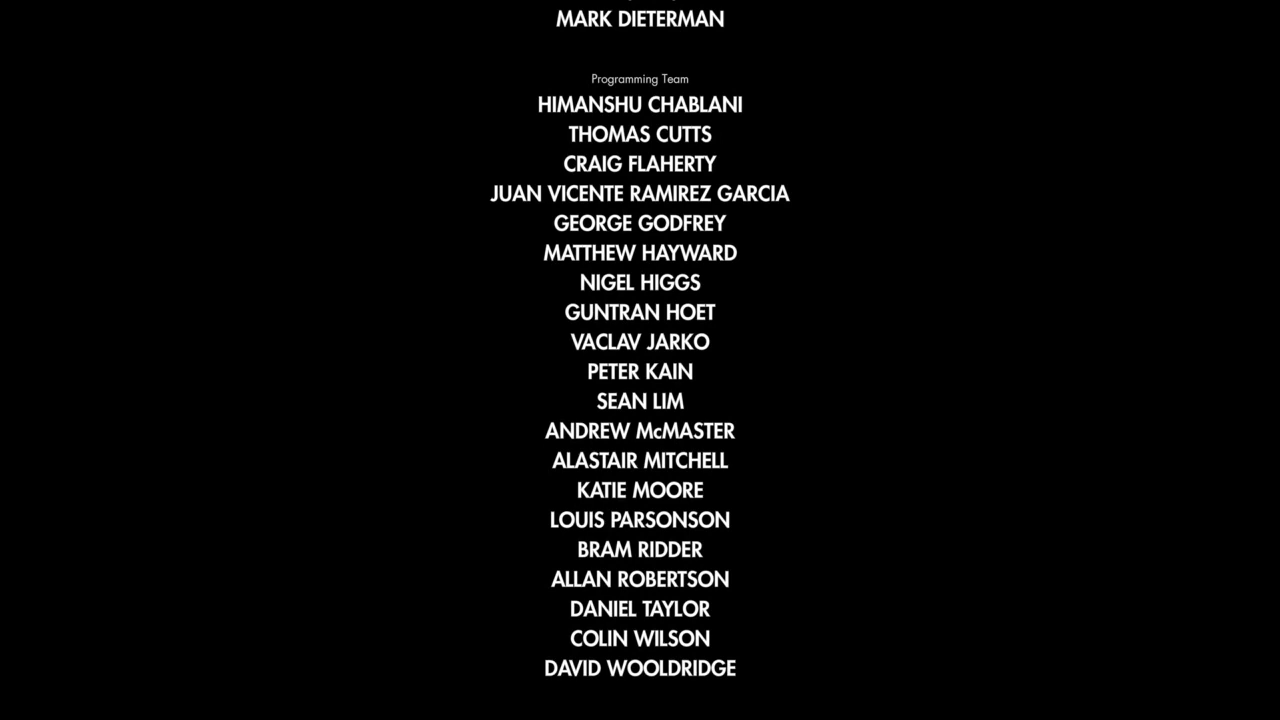 MARK DIETERMAN
Programming Team
HIMANSHU CHABLANI
THOMAS CUTTS
CRAIG FLAHERTY
JUAN VICENTE RAMIREZ GARCIA
GEORGE GODFREY
MATTHEW HAYWARD
NIGEL HIGGS
GUNTRAN HOET
VACLAV JARKO
PETER KAIN
SEAN LIM
ANDREW McMASTER
ALASTAIR MITCHELL
KATIE MOORE
LOUIS PARSONSON
BRAM RIDDER
ALLAN ROBERTSON
DANIEL TAYLOR
COLIN WILSON
DAVID WOOLDRIDGE